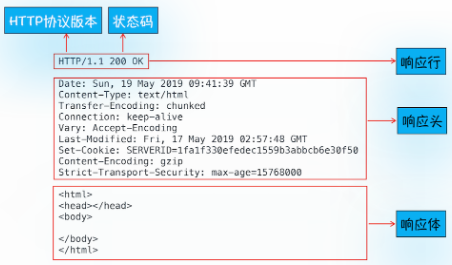 HTTP协议版本
状态码
HTTP/1.1 200 OK
响应行
Date: Sun, 19 May 2019 09:41:39 GMT
Content-Type: text/html
Transfer-Encoding: chunked
Connection: keep-alive
Vary: Accept-Encoding
Last-Modified: Fri, 17 May 2019 02:57:48 GMT
Set-Cookie: SERVERID=1fa1f330efedec1559b3abbcb6e30f50
Content-Encoding: gzip
Strict-Transport-Security: max-age=15768000
响应头
<html>
<head></head>
<body>
</body>
</html>
响应体